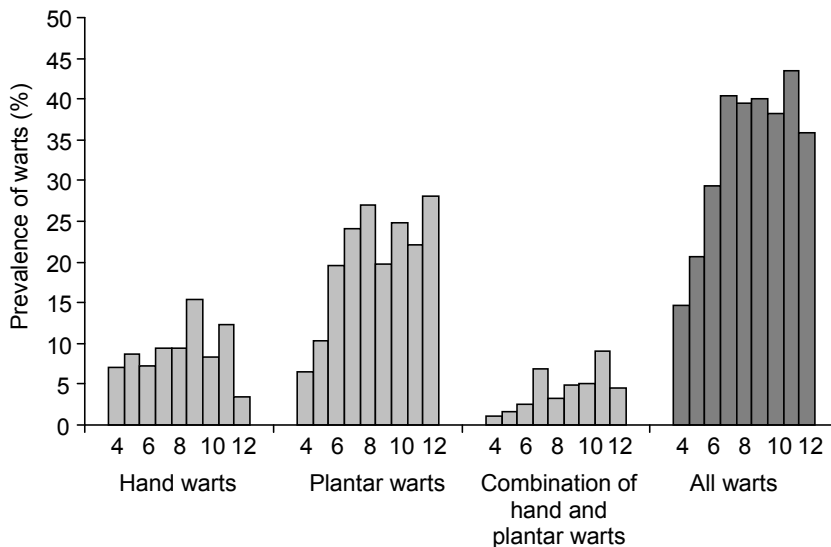 50
45
40
35
30
25
20
15
10
5
0
Prevalence of warts (%)
4 6 8 10 12 4 6 8 10 12 4 6 8 10 12 4 6 8 10 12
Hand warts Plantar warts Combination of All warts
hand and
plantar warts